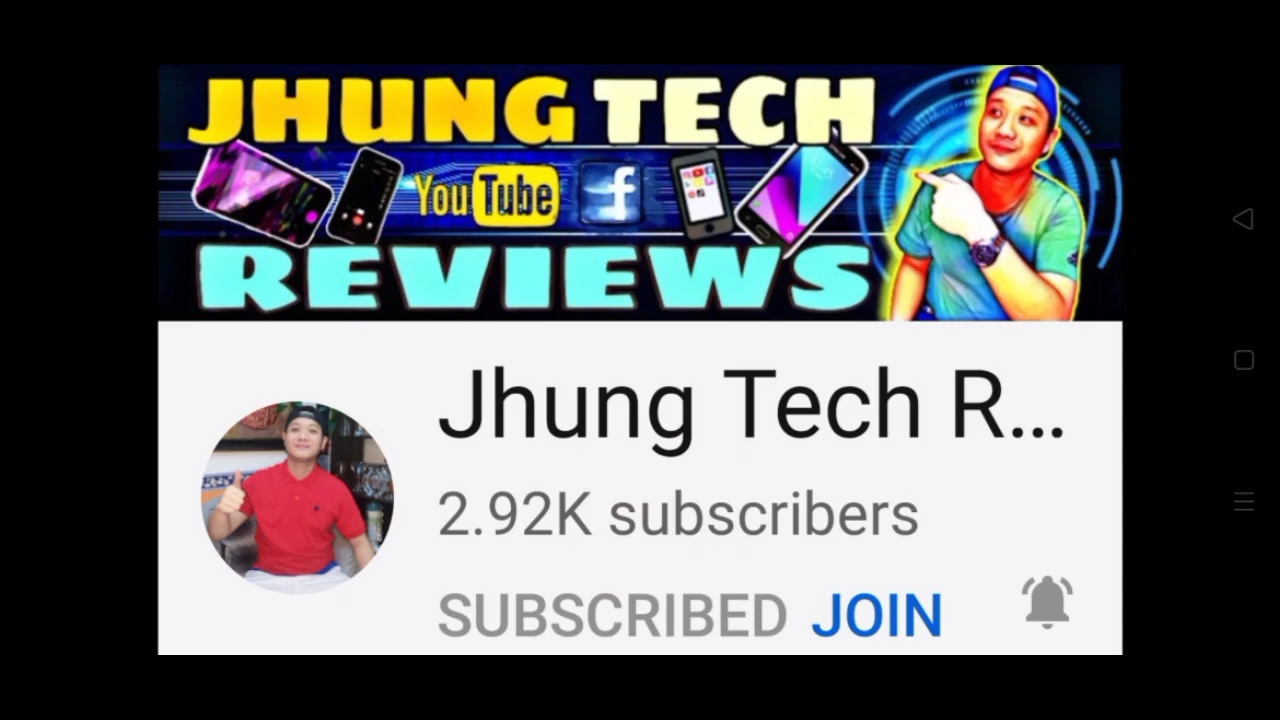 JHUNG TECH
YouTube f
REVIEWS
Jhung Tech R...
2.92K subscribers
SUBSCRIBED JOIN